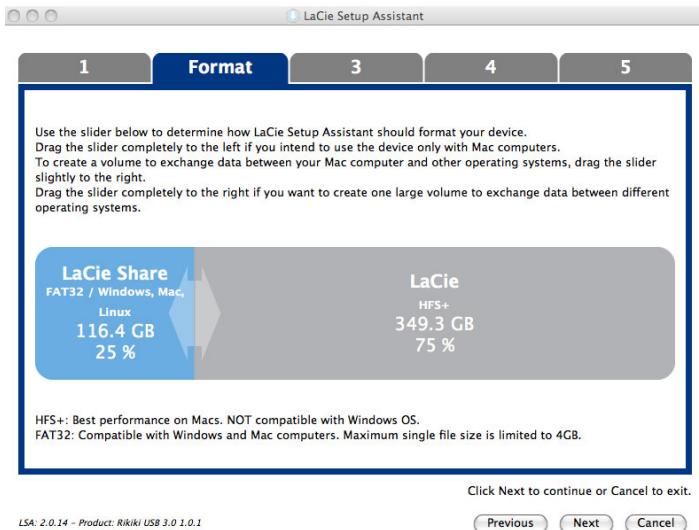 LaCie Setup Assistant
1 Format 3 4 5
Use the slider below to determine how LaCie Setup Assistant should format your device.
Drag the slider completely to the left if you intend to use the device only with Mac computers.
To create a volume to exchange data between your Mac computer and other operating systems, drag the slider
slightly to the right.
Drag the slider completely to the right if you want to create one large volume to exchange data between different
operating systems.
LaCie Share
FAT32 / Windows, Mac,
Linux
116.4 GB
25 %
LaCie
HFS+
349.3 GB
75 %
HFS+: Best performance on Macs. NOT compatible with Windows OS.
FAT32: Compatible with Windows and Mac computers. Maximum single file size is limited to 4GB.
Click Next to continue or Cancel to exit.
LSA: 2.0.14 – Product: Rikiki USB 3.0 1.0.1
Previous Next Cancel